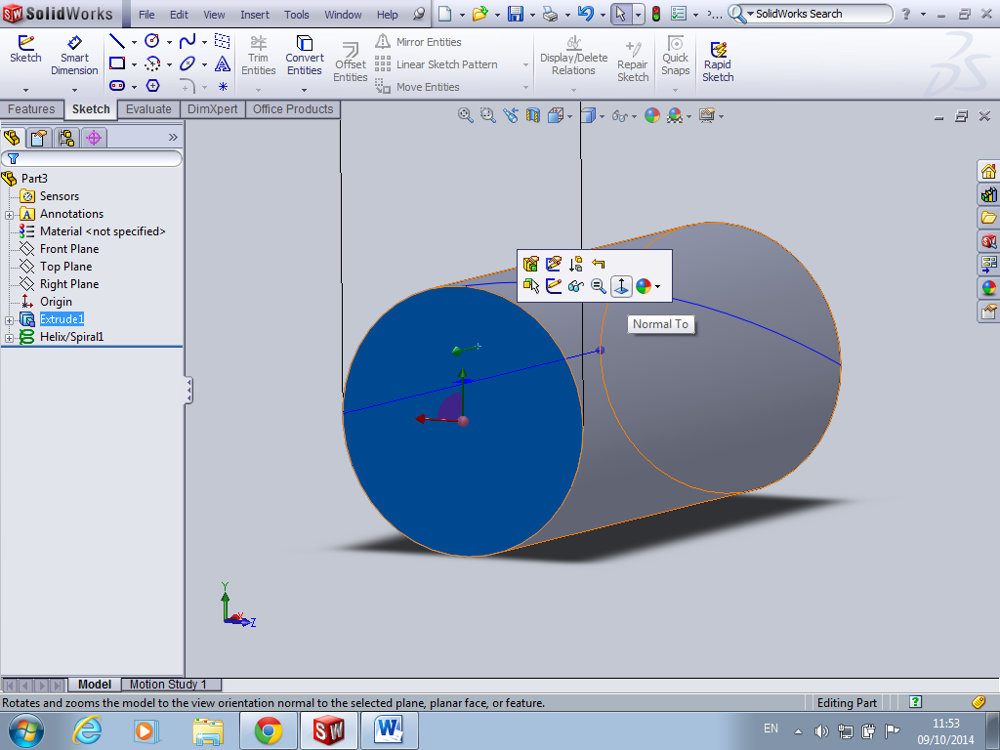 SolidWorks
File Edit View Insert Tools Window Help
SolidWorks Search
Sketch
Smart Dimension
Trim Entities
Convert Entities
Offset Entities
Mirror Entities
Linear Sketch Pattern
Move Entities
Display/Delete Relations
Repair Sketch
Quick Snaps
Rapid Sketch
Features Sketch Evaluate DimXpert Office Products
Part3
Sensors
Annotations
Material <not specified>
Front Plane
Top Plane
Right Plane
Origin
Extrude1
Helix/Spiral1
Normal To
Y
X
Z
Model Motion Study 1
Rotates and zooms the model to the view orientation normal to the selected plane, planar face, or feature.
Editing Part
EN
11:53
09/10/2014